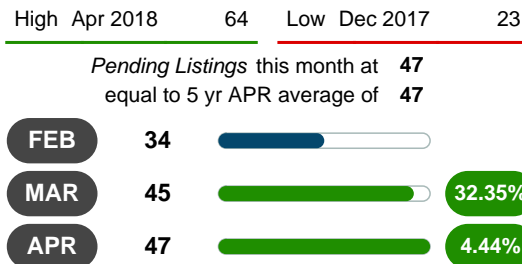 High Apr 2018 64 Low Dec 2017 23
Pending Listings this month at 47
equal to 5 yr APR average of 47
FEB 34
MAR 45 32.35%
APR 47 4.44%